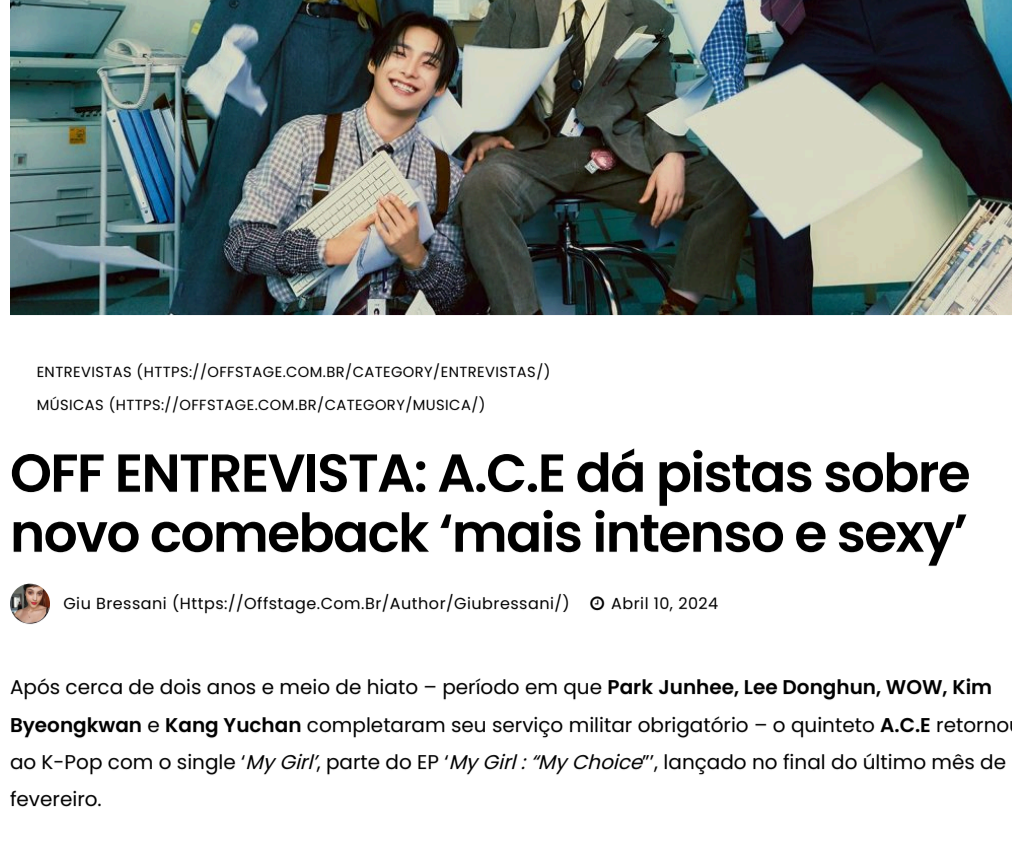 ENTREVISTAS (HTTPS://OFFSTAGE.COM.BR/CATEGORY/ENTREVISTAS/)
MÚSICAS (HTTPS://OFFSTAGE.COM.BR/CATEGORY/MUSICA/)
OFF ENTREVISTA: A.C.E dá pistas sobre
novo comeback ‘mais intenso e sexy’
Giu Bressani (Https://Offstage.Com.Br/Author/Giubressani/) Abril 10, 2024
Após cerca de dois anos e meio de hiato – período em que Park Junhee, Lee Donghun, WOW, Kim
Byeongkwan e Kang Yuchan completaram seu serviço militar obrigatório – o quinteto A.C.E retornou
ao K-Pop com o single ‘My Girl’, parte do EP ‘My Girl : “My Choice”’, lançado no final do último mês de
fevereiro.